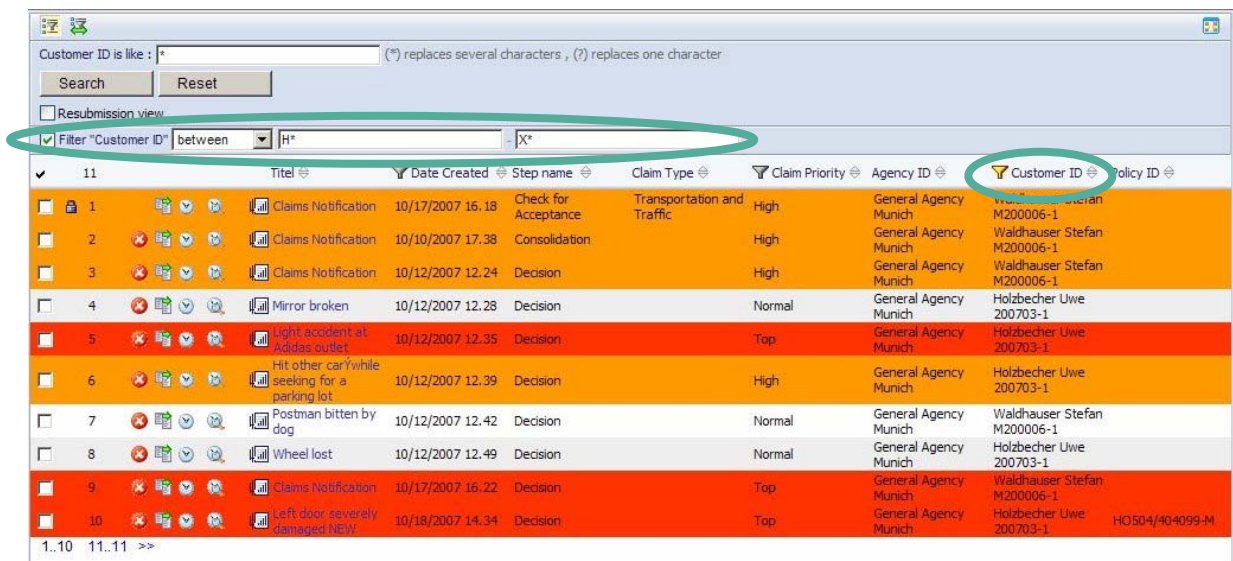 Customer ID is like : * (*) replaces several characters , (?) replaces one character
Search Reset
Resubmission view
Filter "Customer ID" between H* - X*
11 Titel Date Created Step name Claim Type Claim Priority Agency ID Customer ID Policy ID
1 Claims Notification 10/17/2007 16.18 Check for Acceptance Transportation and Traffic High General Agency Munich Waldhauser Stefan M200006-1
2 Claims Notification 10/10/2007 17.38 Consolidation High General Agency Munich Waldhauser Stefan M200006-1
3 Claims Notification 10/12/2007 12.24 Decision High General Agency Munich Waldhauser Stefan M200006-1
4 Mirror broken 10/12/2007 12.28 Decision Normal General Agency Munich Holzbecher Uwe 200703-1
5 Light accident at Adidas outlet 10/12/2007 12.35 Decision Top General Agency Munich Holzbecher Uwe 200703-1
6 Hit other carÝwhile seeking for a parking lot 10/12/2007 12.39 Decision High General Agency Munich Holzbecher Uwe 200703-1
7 Postman bitten by dog 10/12/2007 12.42 Decision Normal General Agency Munich Waldhauser Stefan M200006-1
8 Wheel lost 10/12/2007 12.49 Decision Normal General Agency Munich Holzbecher Uwe 200703-1
9 Claims Notification 10/17/2007 16.22 Decision Top General Agency Munich Waldhauser Stefan M200006-1
10 Left door severely damaged NEW 10/18/2007 14.34 Decision Top General Agency Munich Holzbecher Uwe 200703-1 HO504/404099-M
1..10 11..11 >>